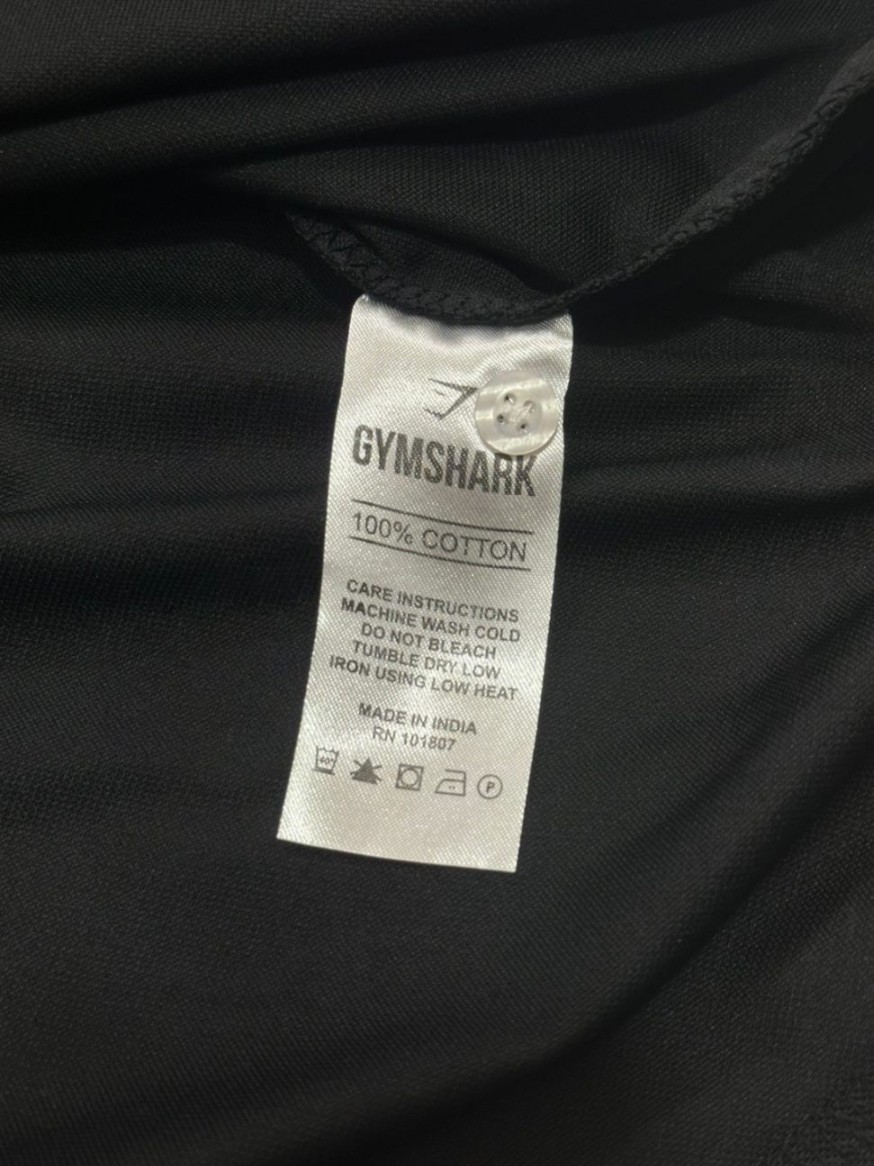 GYMSHARK
100% COTTON
CARE INSTRUCTIONS
MACHINE WASH COLD
DO NOT BLEACH
TUMBLE DRY LOW
IRON USING LOW HEAT
MADE IN INDIA
RN 101807
40° P